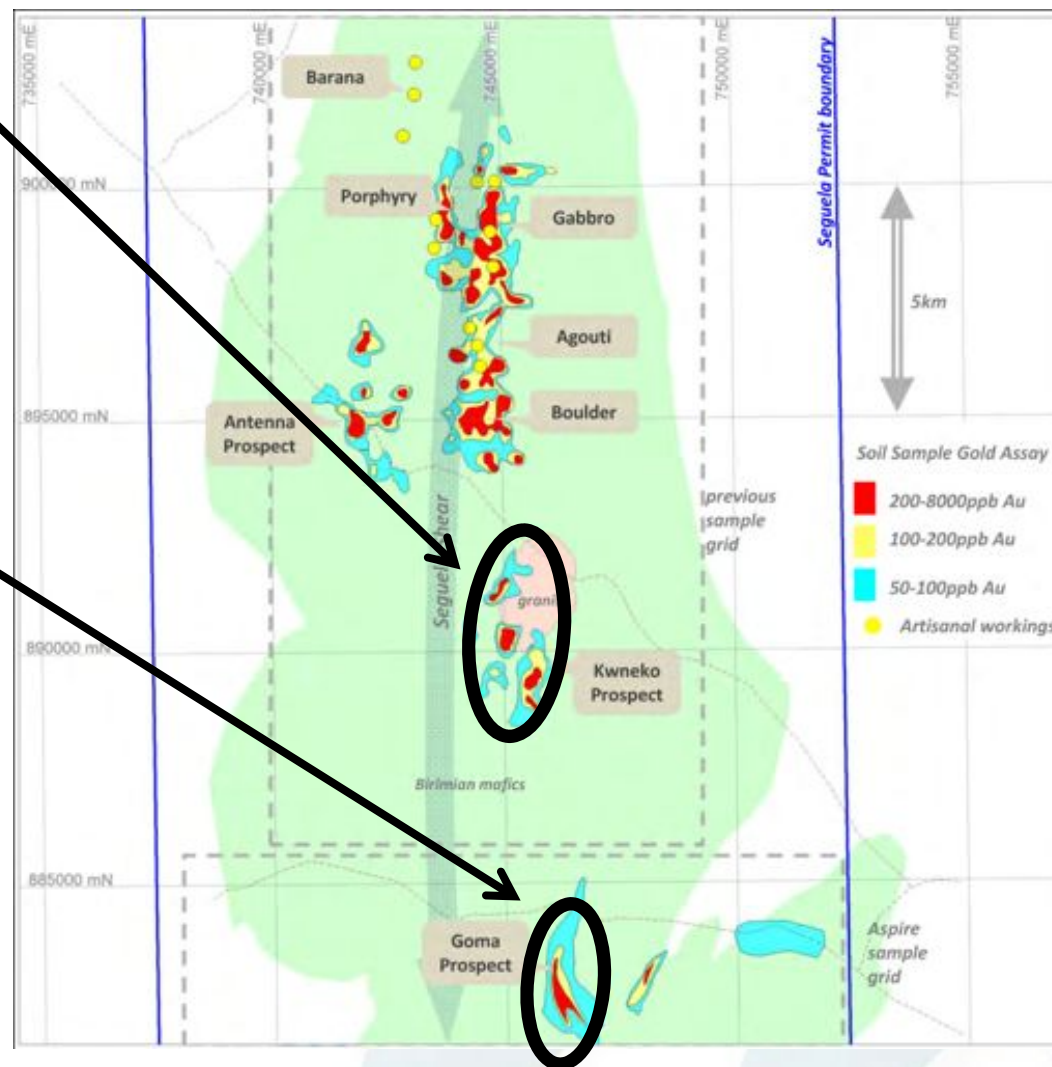 735000 mE
740000 mE
745000 mE
750000 mE
755000 mE
Barana
Seguela Permit boundary
900000 mN
Porphyry
Gabbro
5km
Agouti
895000 mN
Antenna
Prospect
Boulder
Soil Sample Gold Assay
200-8000ppb Au
100-200ppb Au
50-100ppb Au
Artisanal workings
previous
sample
grid
890000 mN
Kwneko
Prospect
Birimian mafics
885000 mN
Goma
Prospect
Aspire
sample
grid